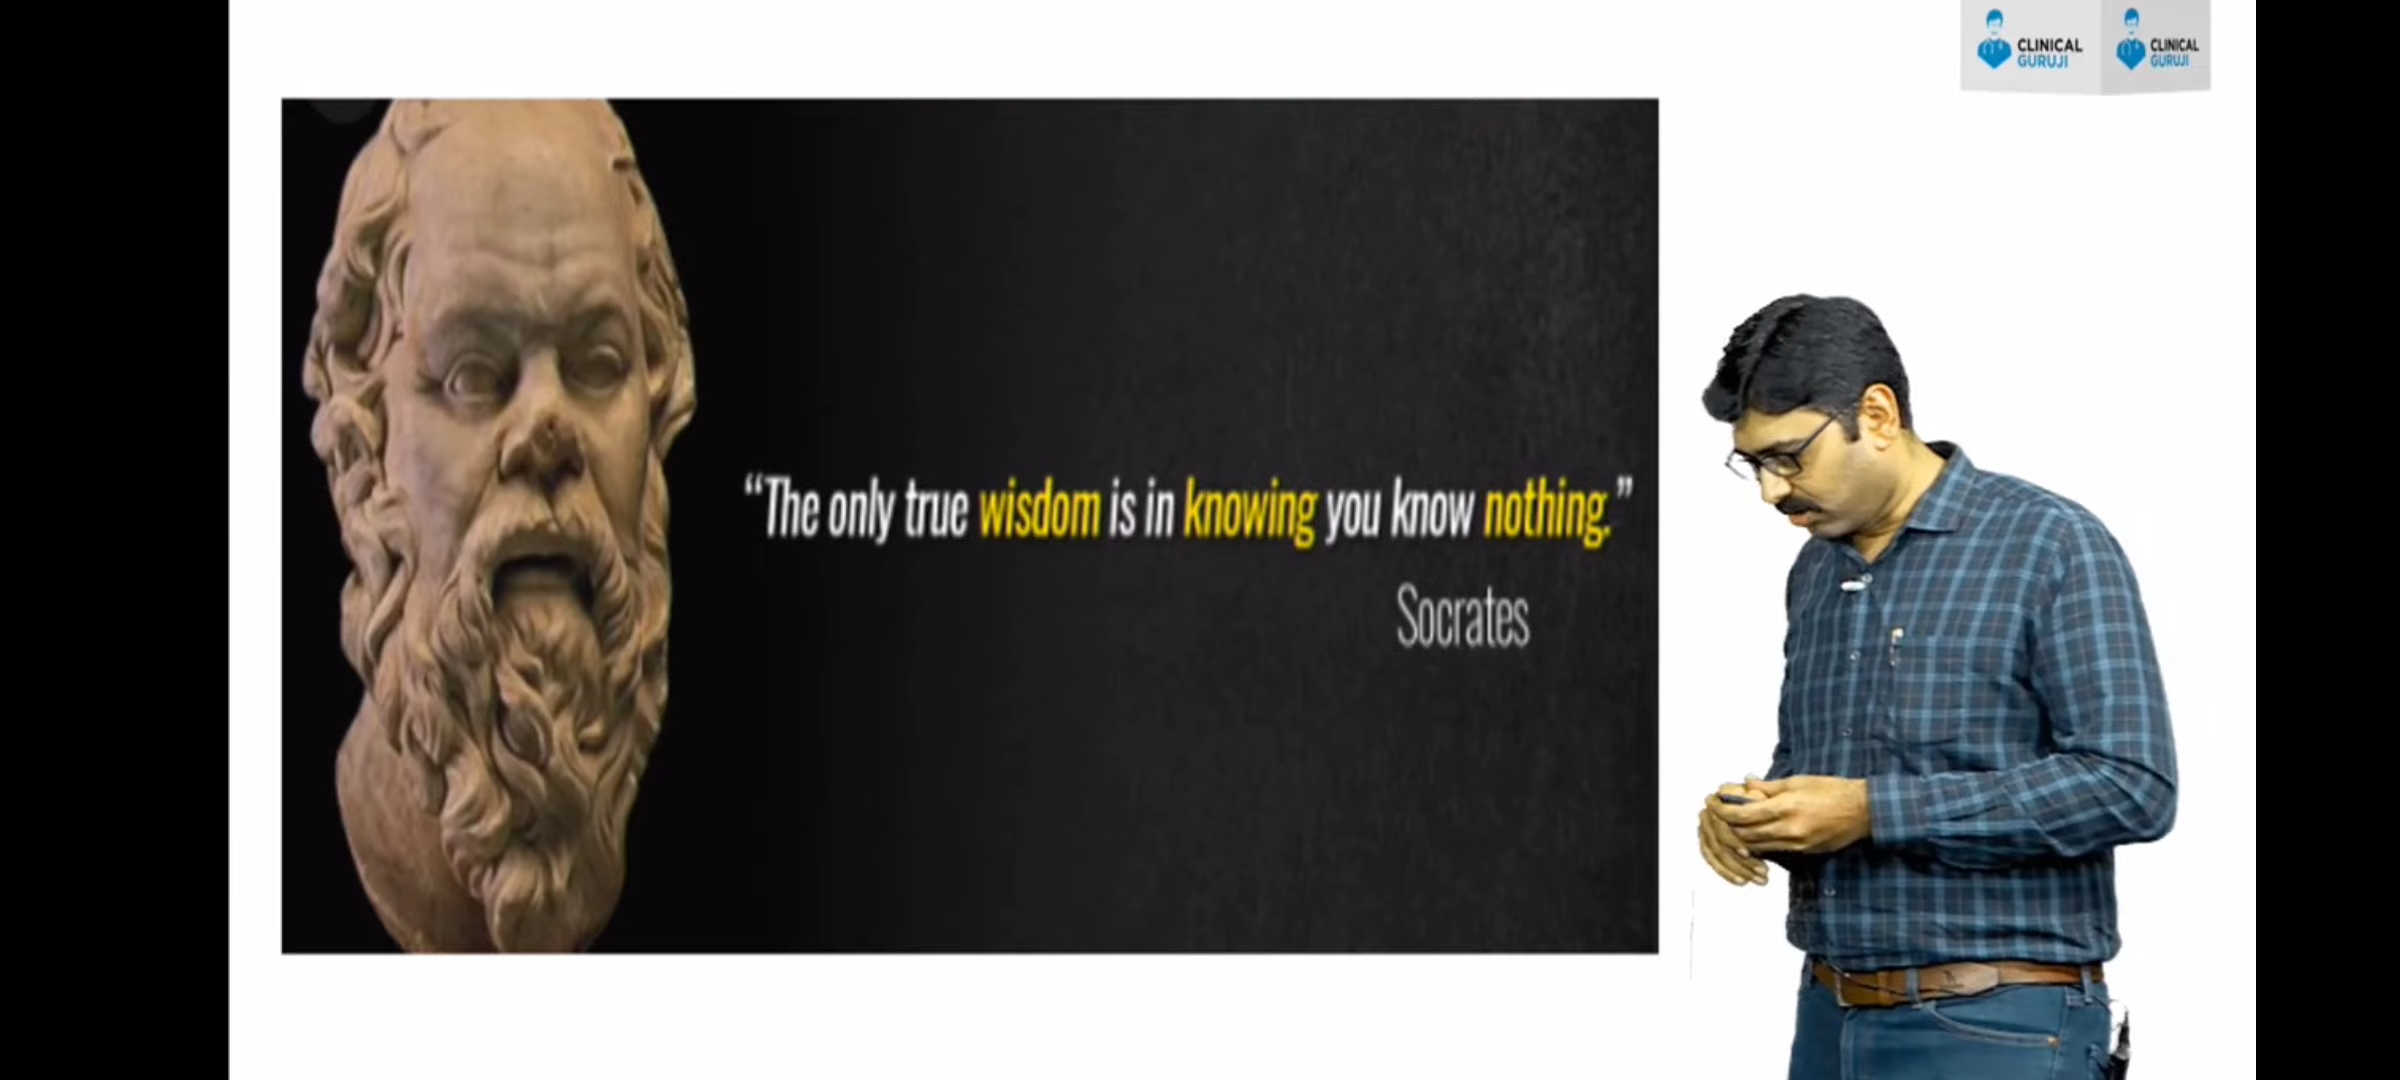 CLINICAL
GURUJI
CLINICAL
GURUJI
“The only true wisdom is in knowing you know nothing.”
Socrates